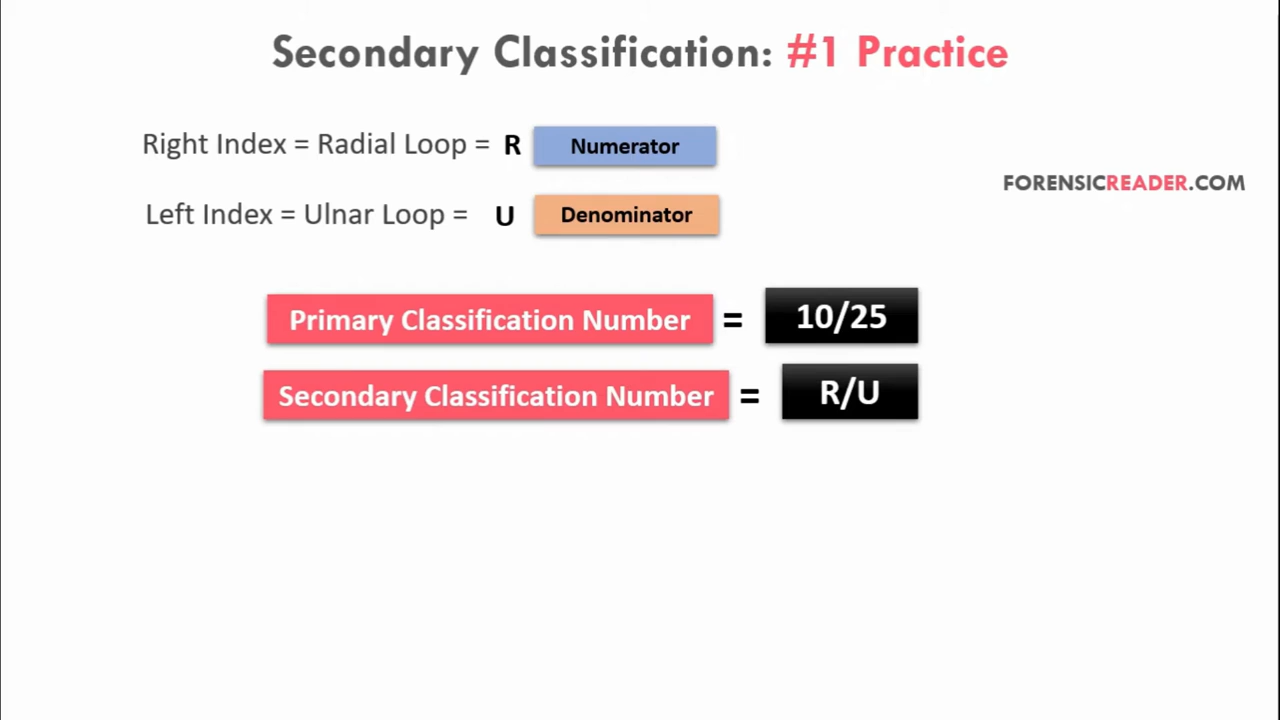 Secondary Classification: #1 Practice
Right Index = Radial Loop = R Numerator
FORENSICREADER.COM
Left Index = Ulnar Loop = U Denominator
Primary Classification Number = 10/25
Secondary Classification Number = R/U